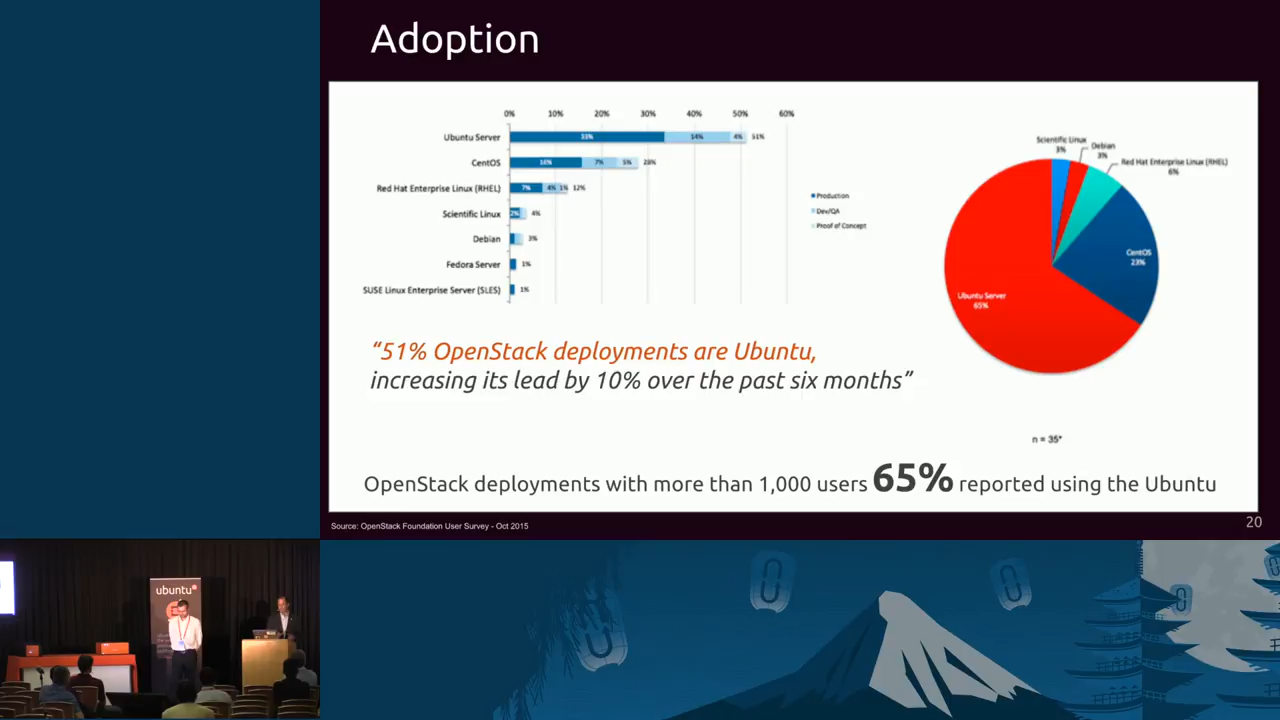 Adoption
0% 10% 20% 30% 40% 50% 60%
Ubuntu Server 33% 14% 4% 51%
CentOS 16% 7% 5% 28%
Red Hat Enterprise Linux (RHEL) 7% 4% 1% 12%
Scientific Linux 2% 4%
Debian 3%
Fedora Server 1%
SUSE Linux Enterprise Server (SLES) 1%
Production
Dev/QA
Proof of Concept
Scientific Linux
3%
Debian
3%
Red Hat Enterprise Linux (RHEL)
6%
CentOS
23%
Ubuntu Server
65%
“51% OpenStack deployments are Ubuntu,
increasing its lead by 10% over the past six months”
n = 35*
OpenStack deployments with more than 1,000 users 65% reported using the Ubuntu
Source: OpenStack Foundation User Survey - Oct 2015
20
ubuntu